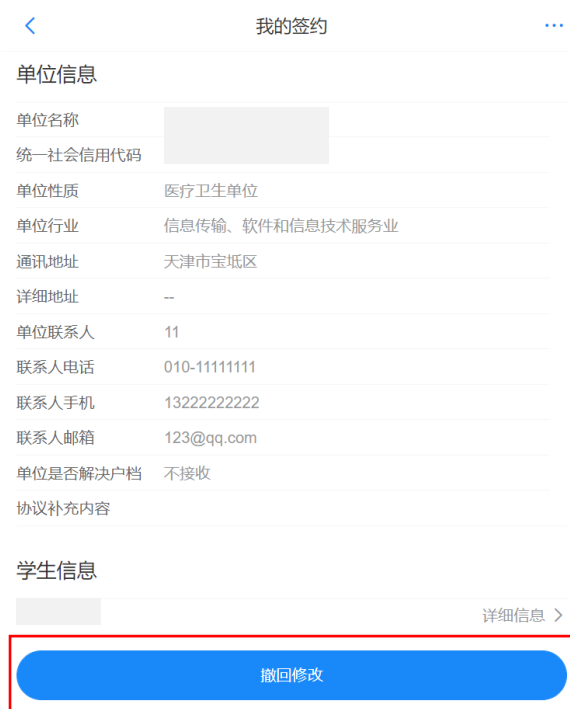 我的签约
单位信息
单位名称
统一社会信用代码
单位性质 医疗卫生单位
单位行业 信息传输、软件和信息技术服务业
通讯地址 天津市宝坻区
详细地址 --
单位联系人 11
联系人电话 010-11111111
联系人手机 13222222222
联系人邮箱 123@qq.com
单位是否解决户档 不接收
协议补充内容
学生信息
详细信息
撤回修改